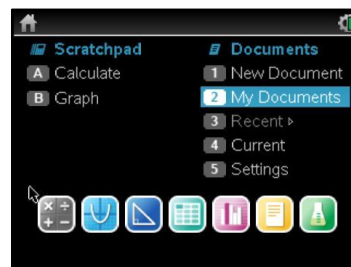 Scratchpad
A Calculate
B Graph
Documents
1 New Document
2 My Documents
3 Recent ▸
4 Current
5 Settings